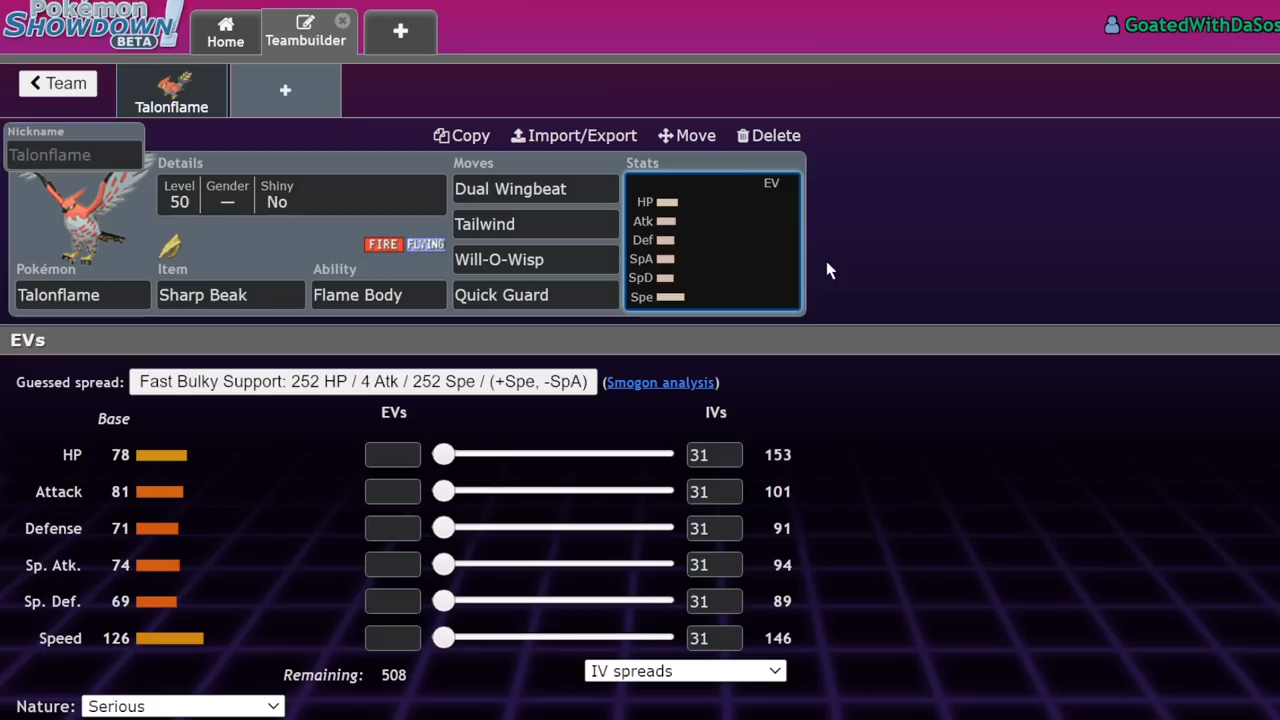 Pokémon
SHOWDOWN!
BETA
Home
Teambuilder
GoatedWithDaSos
Team
Talonflame
Nickname
Talonflame
Copy
Import/Export
Move
Delete
Details
Moves
Stats
Level
50
Gender
—
Shiny
No
FIRE
FLYING
Pokémon
Talonflame
Item
Sharp Beak
Ability
Flame Body
Dual Wingbeat
Tailwind
Will-O-Wisp
Quick Guard
EV
HP
Atk
Def
SpA
SpD
Spe
EVs
Guessed spread: Fast Bulky Support: 252 HP / 4 Atk / 252 Spe / (+Spe, -SpA) (Smogon analysis)
Base EVs IVs
HP 78 31 153
Attack 81 31 101
Defense 71 31 91
Sp. Atk. 74 31 94
Sp. Def. 69 31 89
Speed 126 31 146
Remaining: 508
IV spreads
Nature: Serious